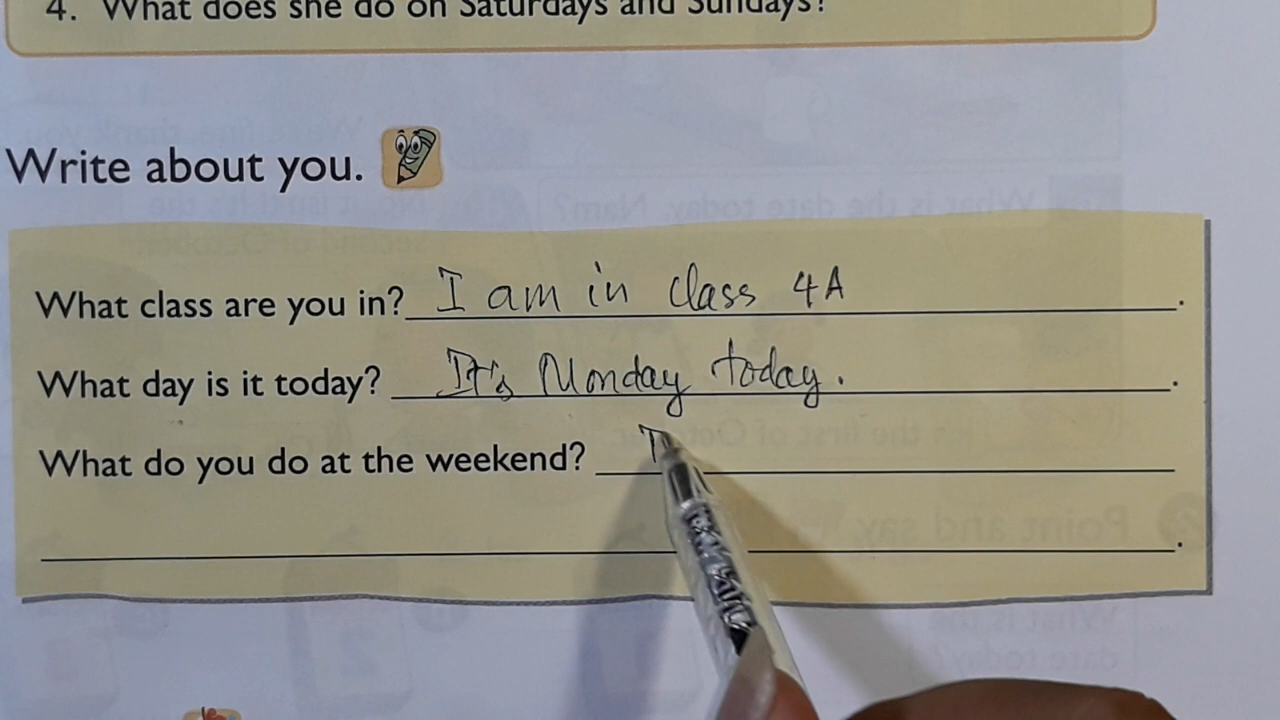 4. What does she do on Saturdays and Sundays?
Write about you.
What class are you in? I am in class 4A.
What day is it today? It's Monday today. .
What do you do at the weekend? I
.